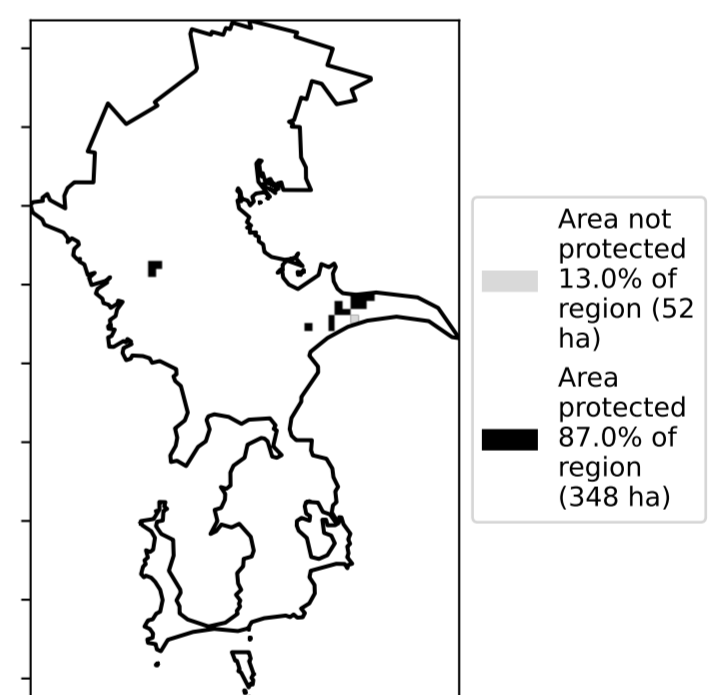 Area not
protected
13.0% of
region (52
ha)
Area
protected
87.0% of
region
(348 ha)